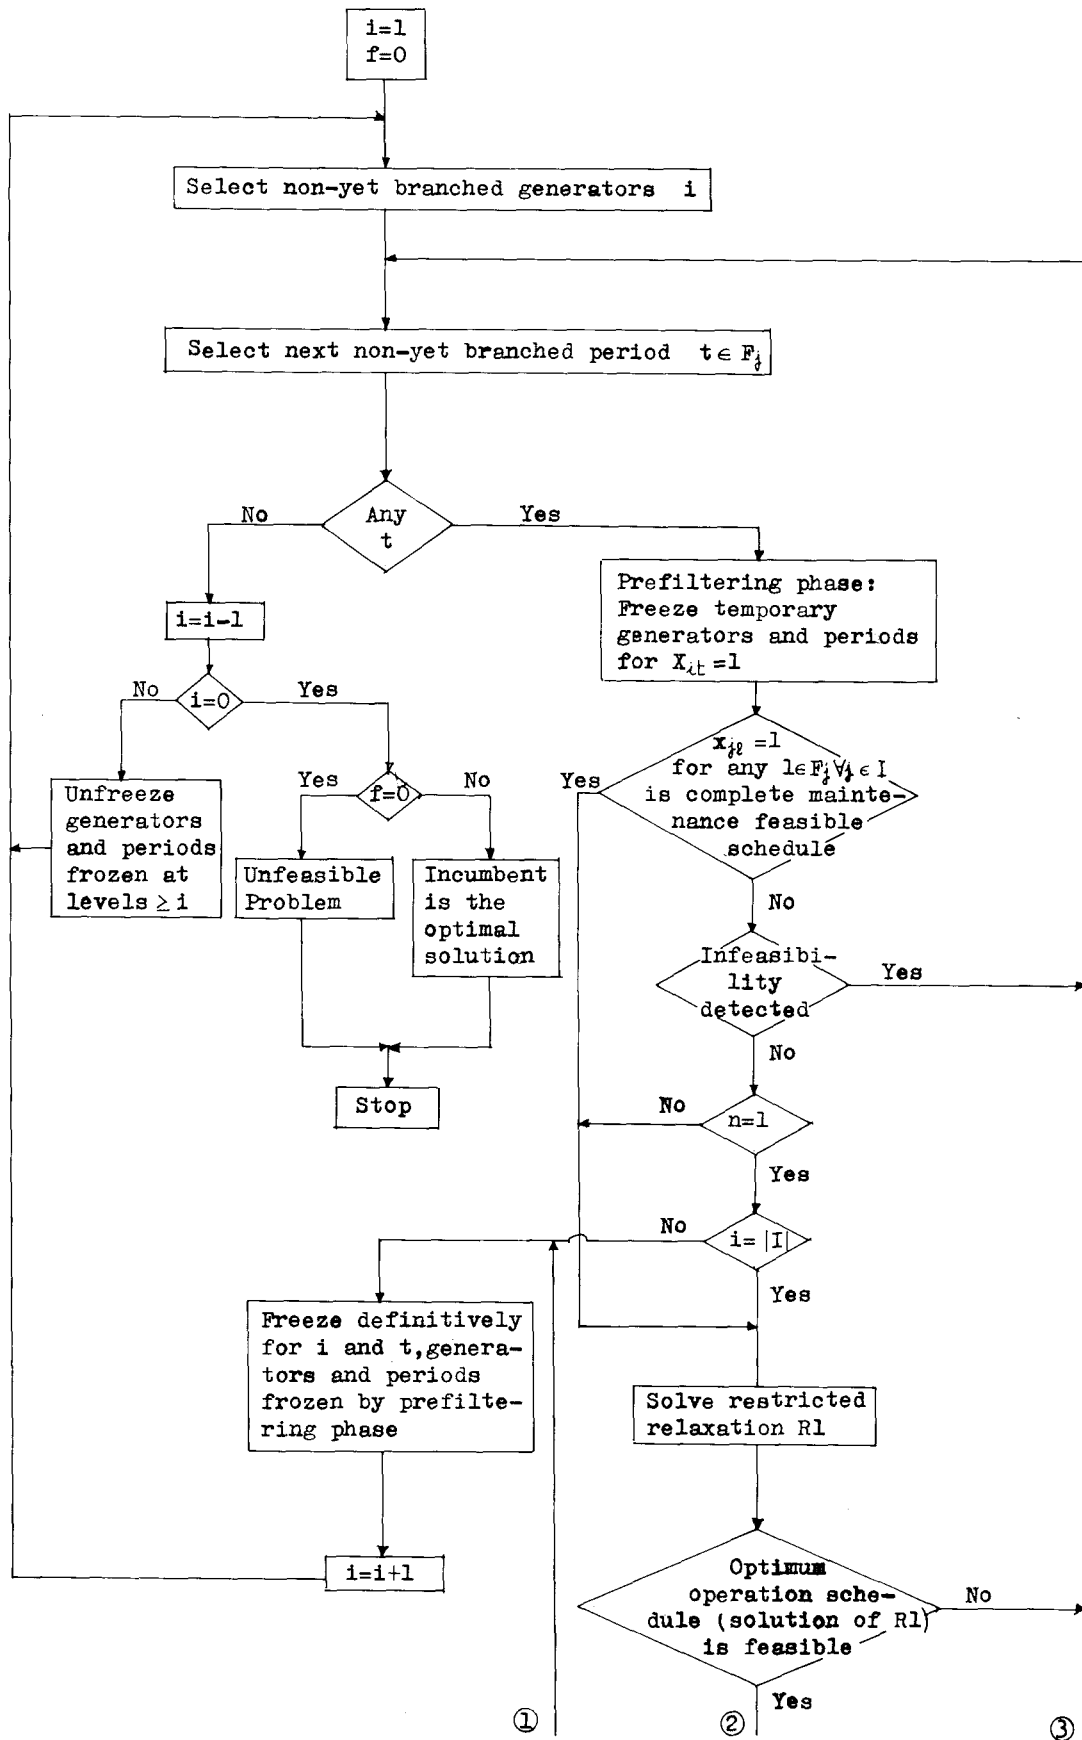 i=1
f=0
Select non-yet branched generators i
Select next non-yet branched period t ∈ Fj
Any
t
No
Yes
i=i-1
Prefiltering phase:
Freeze temporary
generators and periods
for Xit =1
i=0
No
Yes
Unfreeze
generators
and periods
frozen at
levels ≥ i
f=0
Yes
No
Unfeasible
Problem
Incumbent
is the
optimal
solution
Stop
xjℓ =1
for any l∈Fj ∀j ∈ I
is complete mainte-
nance feasible
schedule
Yes
No
Infeasibi-
lity
detected
Yes
No
n=1
No
Yes
i= |I|
No
Yes
Freeze definitively
for i and t,genera-
tors and periods
frozen by prefilte-
ring phase
i=i+1
Solve restricted
relaxation R1
Optimum
operation sche-
dule (solution of R1)
is feasible
No
Yes
①
②
③